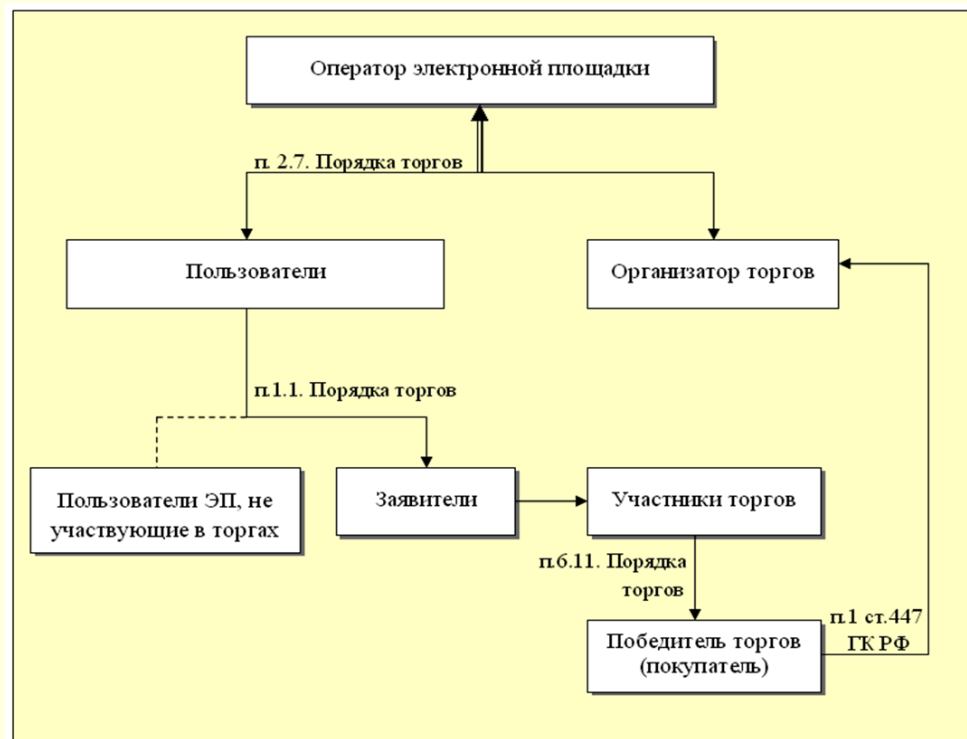 Оператор электронной площадки
п. 2.7. Порядка торгов
Пользователи
Организатор торгов
п.1.1. Порядка торгов
Пользователи ЭП, не
участвующие в торгах
Заявители
Участники торгов
п.6.11. Порядка
торгов
Победитель торгов
(покупатель)
п.1 ст.447
ГК РФ